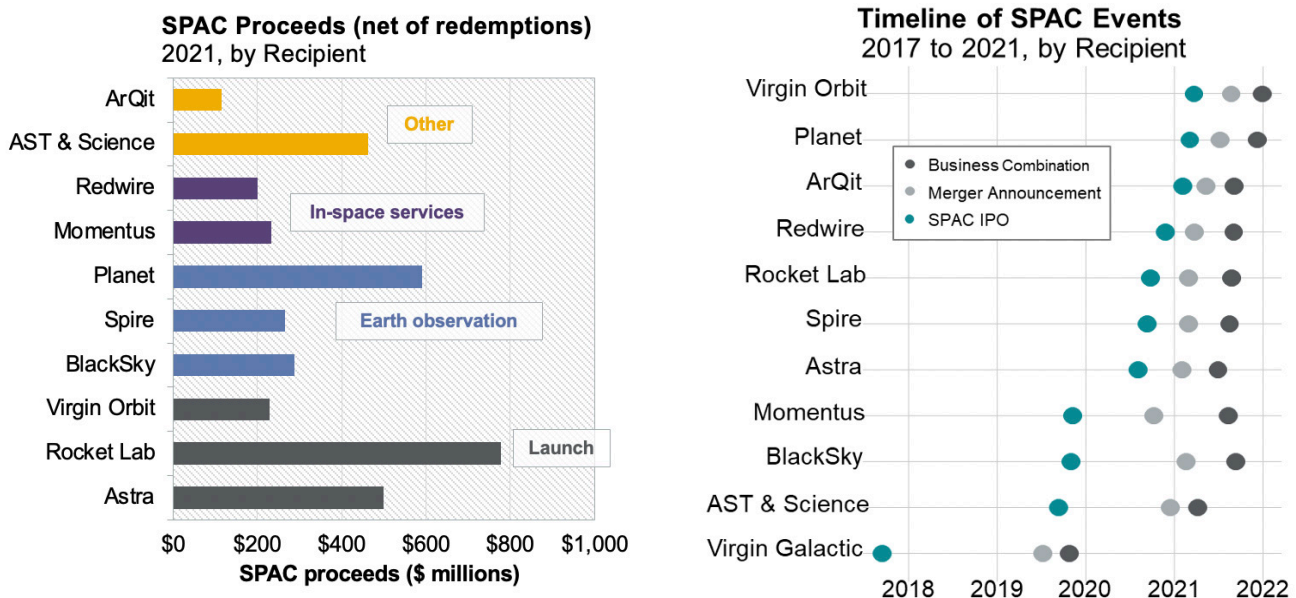 SPAC Proceeds (net of redemptions)
2021, by Recipient
ArQit
AST & Science
Redwire
Momentus
Planet
Spire
BlackSky
Virgin Orbit
Rocket Lab
Astra
Other
In-space services
Earth observation
Launch
$0 $200 $400 $600 $800 $1,000
SPAC proceeds ($ millions)
Timeline of SPAC Events
2017 to 2021, by Recipient
Virgin Orbit
Planet
ArQit
Redwire
Rocket Lab
Spire
Astra
Momentus
BlackSky
AST & Science
Virgin Galactic
Business Combination
Merger Announcement
SPAC IPO
2018 2019 2020 2021 2022